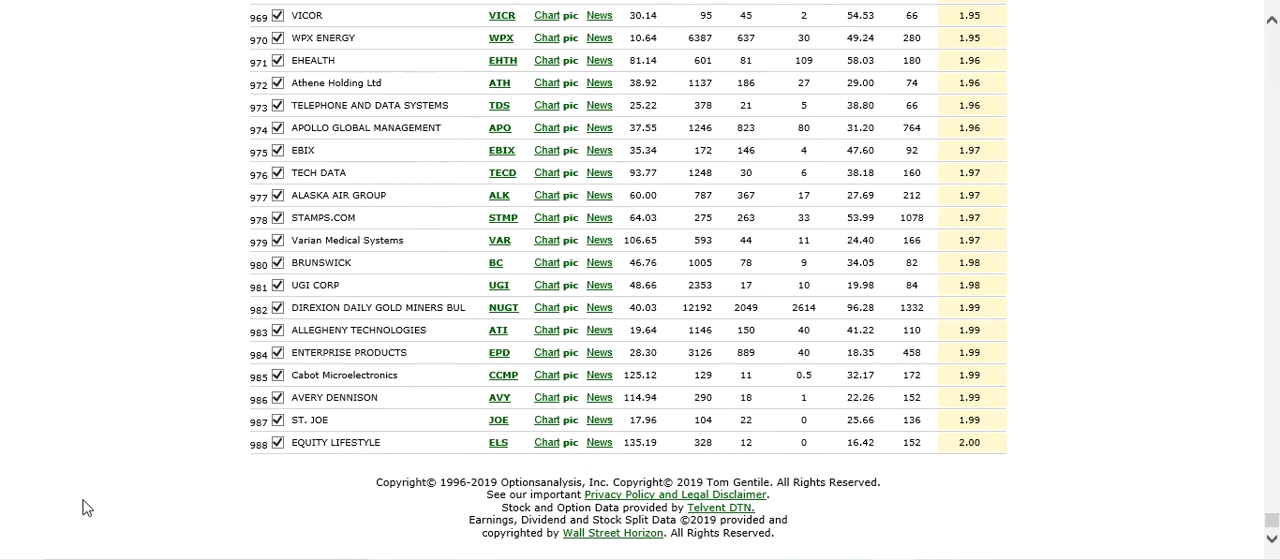 969 VICOR VICR Chart pic News 30.14 95 45 2 54.53 66 1.95
970 WPX ENERGY WPX Chart pic News 10.64 6387 637 30 49.24 280 1.95
971 EHEALTH EHTH Chart pic News 81.14 601 81 109 58.03 180 1.96
972 Athene Holding Ltd ATH Chart pic News 38.92 1137 186 27 29.00 74 1.96
973 TELEPHONE AND DATA SYSTEMS TDS Chart pic News 25.22 378 21 5 38.80 66 1.96
974 APOLLO GLOBAL MANAGEMENT APO Chart pic News 37.55 1246 823 80 31.20 764 1.96
975 EBIX EBIX Chart pic News 35.34 172 146 4 47.60 92 1.97
976 TECH DATA TECD Chart pic News 93.77 1248 30 6 38.18 160 1.97
977 ALASKA AIR GROUP ALK Chart pic News 60.00 787 367 17 27.69 212 1.97
978 STAMPS.COM STMP Chart pic News 64.03 275 263 33 53.99 1078 1.97
979 Varian Medical Systems VAR Chart pic News 106.65 593 44 11 24.40 166 1.97
980 BRUNSWICK BC Chart pic News 46.76 1005 78 9 34.05 82 1.98
981 UGI CORP UGI Chart pic News 48.66 2353 17 10 19.98 84 1.98
982 DIREXION DAILY GOLD MINERS BUL NUGT Chart pic News 40.03 12192 2049 2614 96.28 1332 1.99
983 ALLEGHENY TECHNOLOGIES ATI Chart pic News 19.64 1146 150 40 41.22 110 1.99
984 ENTERPRISE PRODUCTS EPD Chart pic News 28.30 3126 889 40 18.35 458 1.99
985 Cabot Microelectronics CCMP Chart pic News 125.12 129 11 0.5 32.17 172 1.99
986 AVERY DENNISON AVY Chart pic News 114.94 290 18 1 22.26 152 1.99
987 ST. JOE JOE Chart pic News 17.96 104 22 0 25.66 136 1.99
988 EQUITY LIFESTYLE ELS Chart pic News 135.19 328 12 0 16.42 152 2.00
Copyright© 1996-2019 Optionsanalysis, Inc. Copyright© 2019 Tom Gentile. All Rights Reserved.
See our important Privacy Policy and Legal Disclaimer.
Stock and Option Data provided by Telvent DTN.
Earnings, Dividend and Stock Split Data ©2019 provided and
copyrighted by Wall Street Horizon. All Rights Reserved.